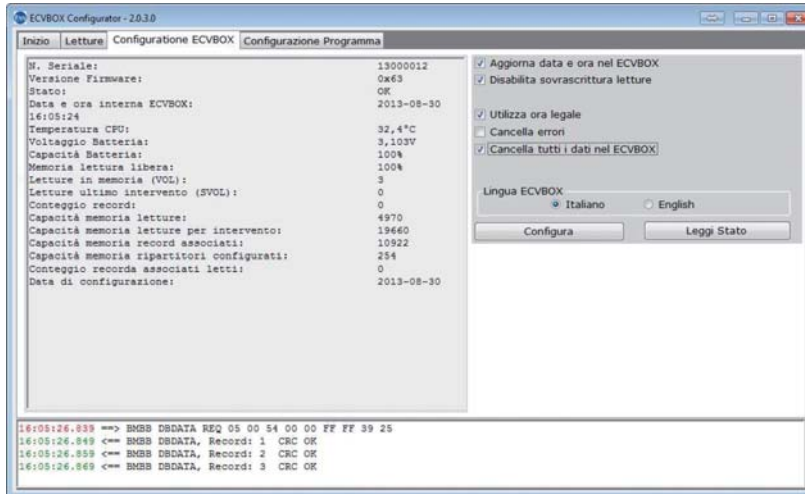 ECVBOX Configurator - 2.0.3.0
Inizio Letture Configuratione ECVBOX Configurazione Programma
N. Seriale: 13000012
Versione Firmware: 0x63
Stato: OK
Data e ora interna ECVBOX: 2013-08-30
16:05:24
Temperatura CPU: 32,4°C
Voltaggio Batteria: 3,103V
Capacità Batteria: 100%
Memoria lettura libera: 100%
Letture in memoria (VOL): 3
Letture ultimo intervento (SVOL): 0
Conteggio record: 0
Capacità memoria letture: 4970
Capacità memoria letture per intervento: 19660
Capacità memoria record associati: 10922
Capacità memoria ripartitori configurati: 254
Conteggio recorda associati letti: 0
Data di configurazione: 2013-08-30
Aggiorna data e ora nel ECVBOX
Disabilita sovrascrittura letture
Utilizza ora legale
Cancella errori
Cancella tutti i dati nel ECVBOX
Lingua ECVBOX
Italiano English
Configura Leggi Stato
16:05:26.839 ==> BMBB DBDATA REQ 05 00 54 00 00 FF FF 39 25
16:05:26.849 <== BMBB DBDATA, Record: 1 CRC OK
16:05:26.859 <== BMBB DBDATA, Record: 2 CRC OK
16:05:26.869 <== BMBB DBDATA, Record: 3 CRC OK